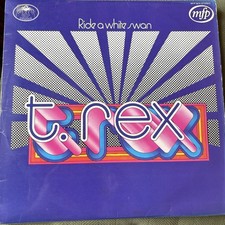 Ride a white swan
mfp
t. rex